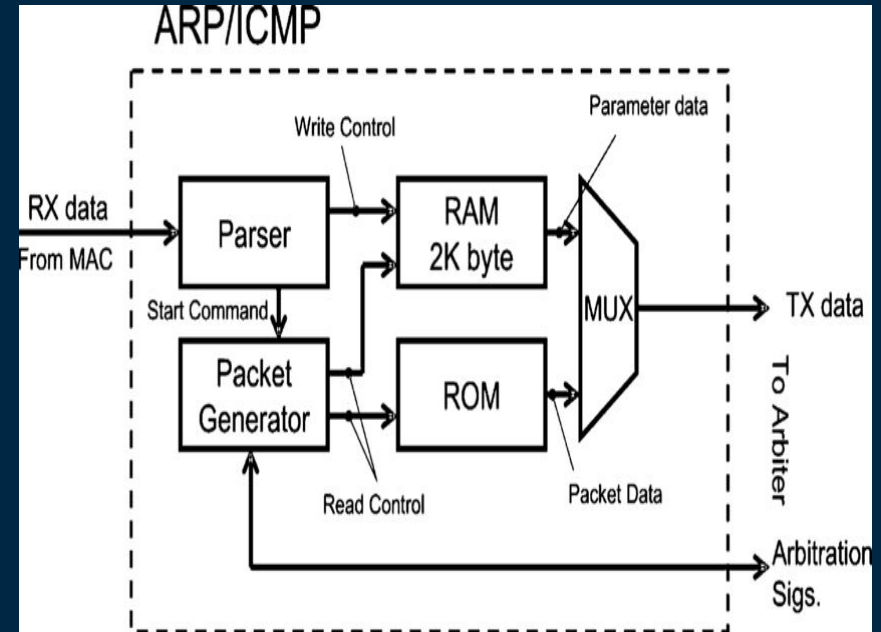 ARP/ICMP
Write Control
Parameter data
RX data
From MAC
Parser
RAM
2K byte
MUX
TX data
Start Command
Packet
Generator
ROM
To Arbiter
Read Control
Packet Data
Arbitration
Sigs.